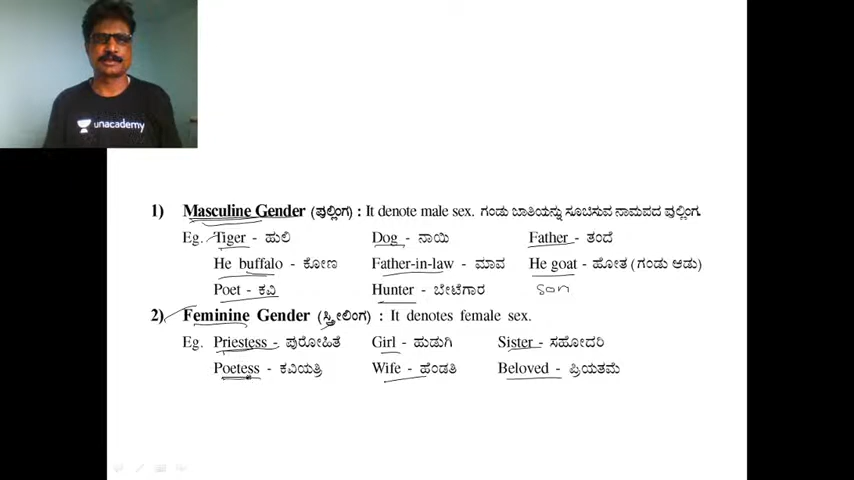 unacademy
1) Masculine Gender (ಪುಲ್ಲಿಂಗ) : It denote male sex. ಗಂಡು ಜಾತಿಯನ್ನು ಸೂಚಿಸುವ ನಾಮಪದ ಪುಲ್ಲಿಂಗ.
Eg. Tiger - ಹುಲಿ Dog - ನಾಯಿ Father - ತಂದೆ
He buffalo - ಕೋಣ Father-in-law - ಮಾವ He goat - ಹೋತ (ಗಂಡು ಆಡು)
Poet - ಕವಿ Hunter - ಬೇಟೆಗಾರ son
2) Feminine Gender (ಸ್ತ್ರೀಲಿಂಗ) : It denotes female sex.
Eg. Priestess - ಪುರೋಹಿತೆ Girl - ಹುಡುಗಿ Sister - ಸಹೋದರಿ
Poetess - ಕವಿಯತ್ರಿ Wife - ಹೆಂಡತಿ Beloved - ಪ್ರಿಯತಮೆ